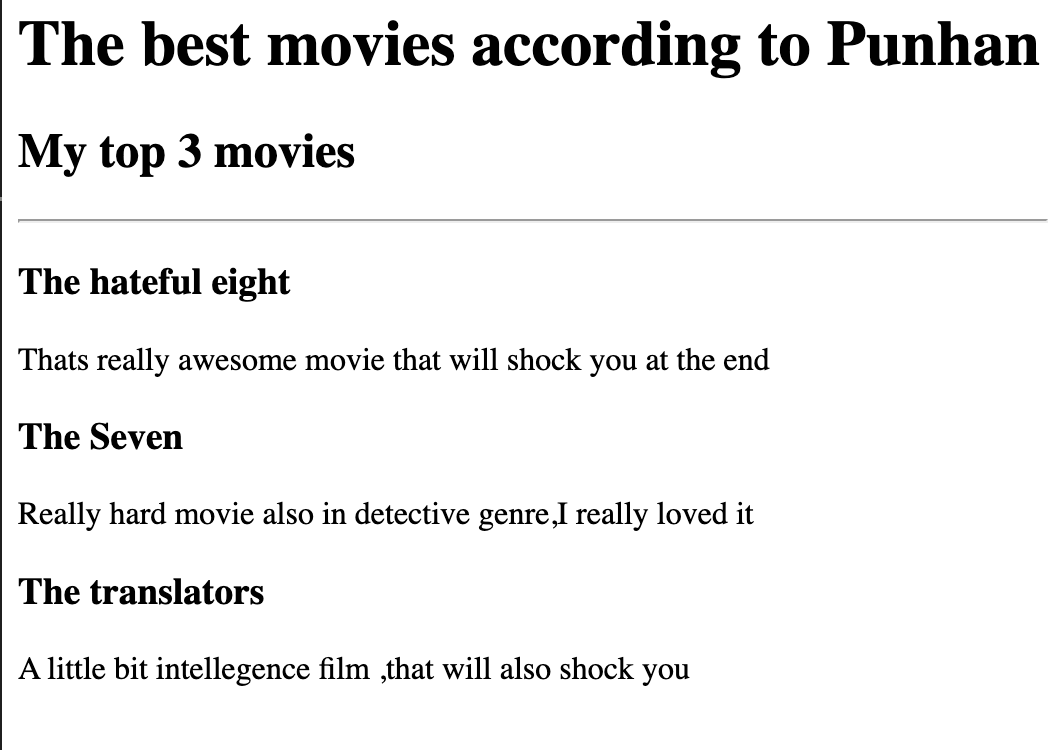 The best movies according to Punhan
My top 3 movies
The hateful eight
Thats really awesome movie that will shock you at the end
The Seven
Really hard movie also in detective genre,I really loved it
The translators
A little bit intellegence film ,that will also shock you